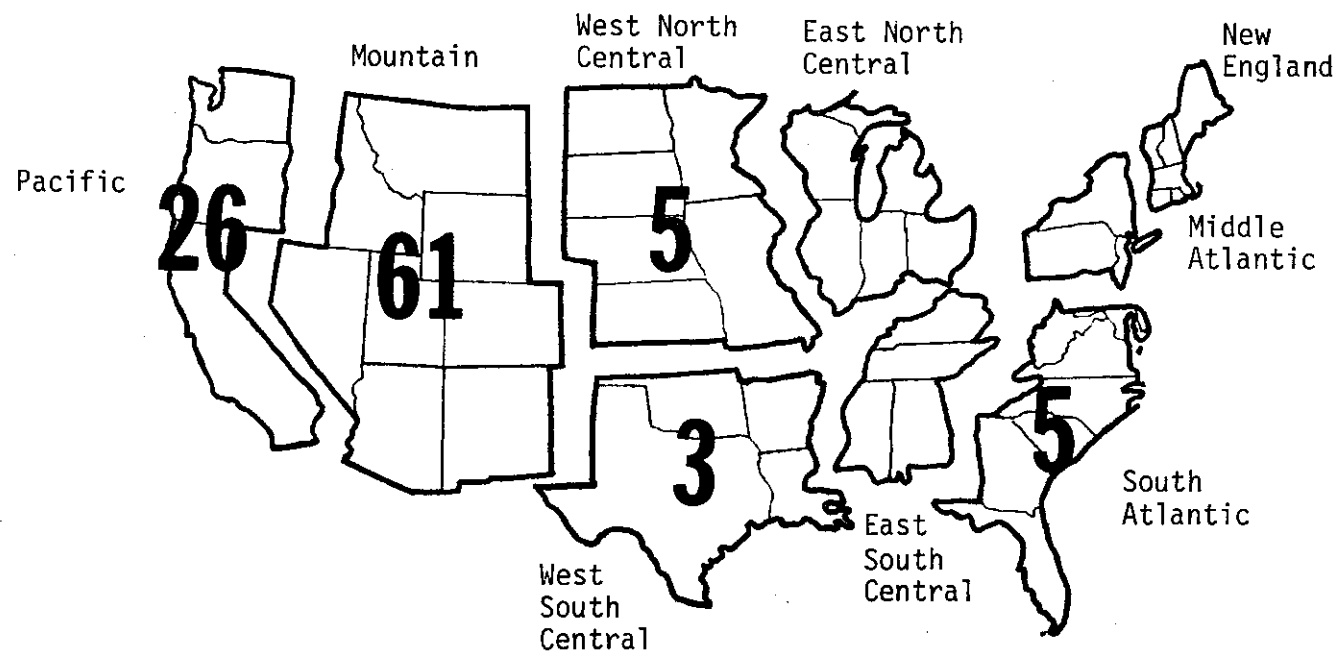 West North
Central
East North
Central
New
England
Mountain
Pacific
26
61
5
Middle
Atlantic
3
5
South
Atlantic
East
South
Central
West
South
Central